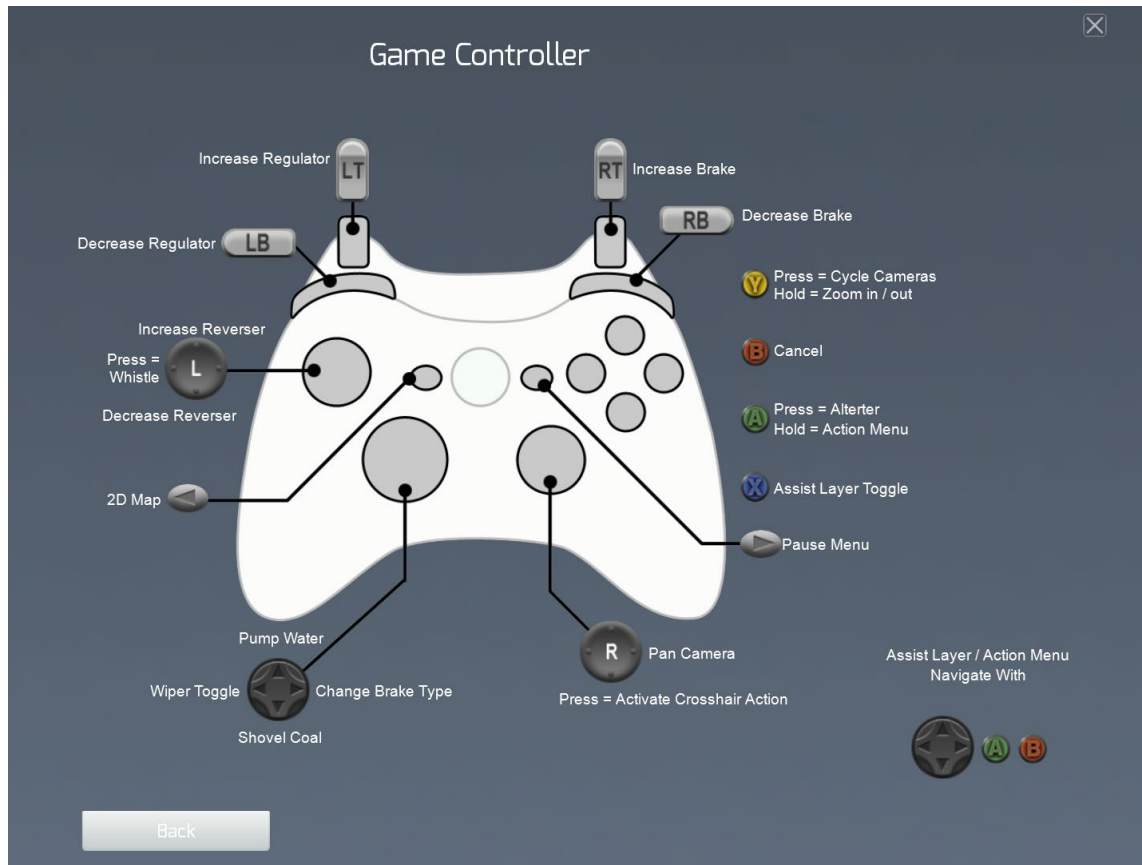 Game Controller
Increase Regulator
LT
RT
Increase Brake
Decrease Regulator
LB
RB
Decrease Brake
Y
Press = Cycle Cameras
Hold = Zoom in / out
Increase Reverser
Press =
Whistle
L
Decrease Reverser
B
Cancel
A
Press = Alterter
Hold = Action Menu
2D Map
X
Assist Layer Toggle
Pause Menu
Pump Water
Wiper Toggle
Change Brake Type
Shovel Coal
R
Pan Camera
Press = Activate Crosshair Action
Assist Layer / Action Menu
Navigate With
A B
Back